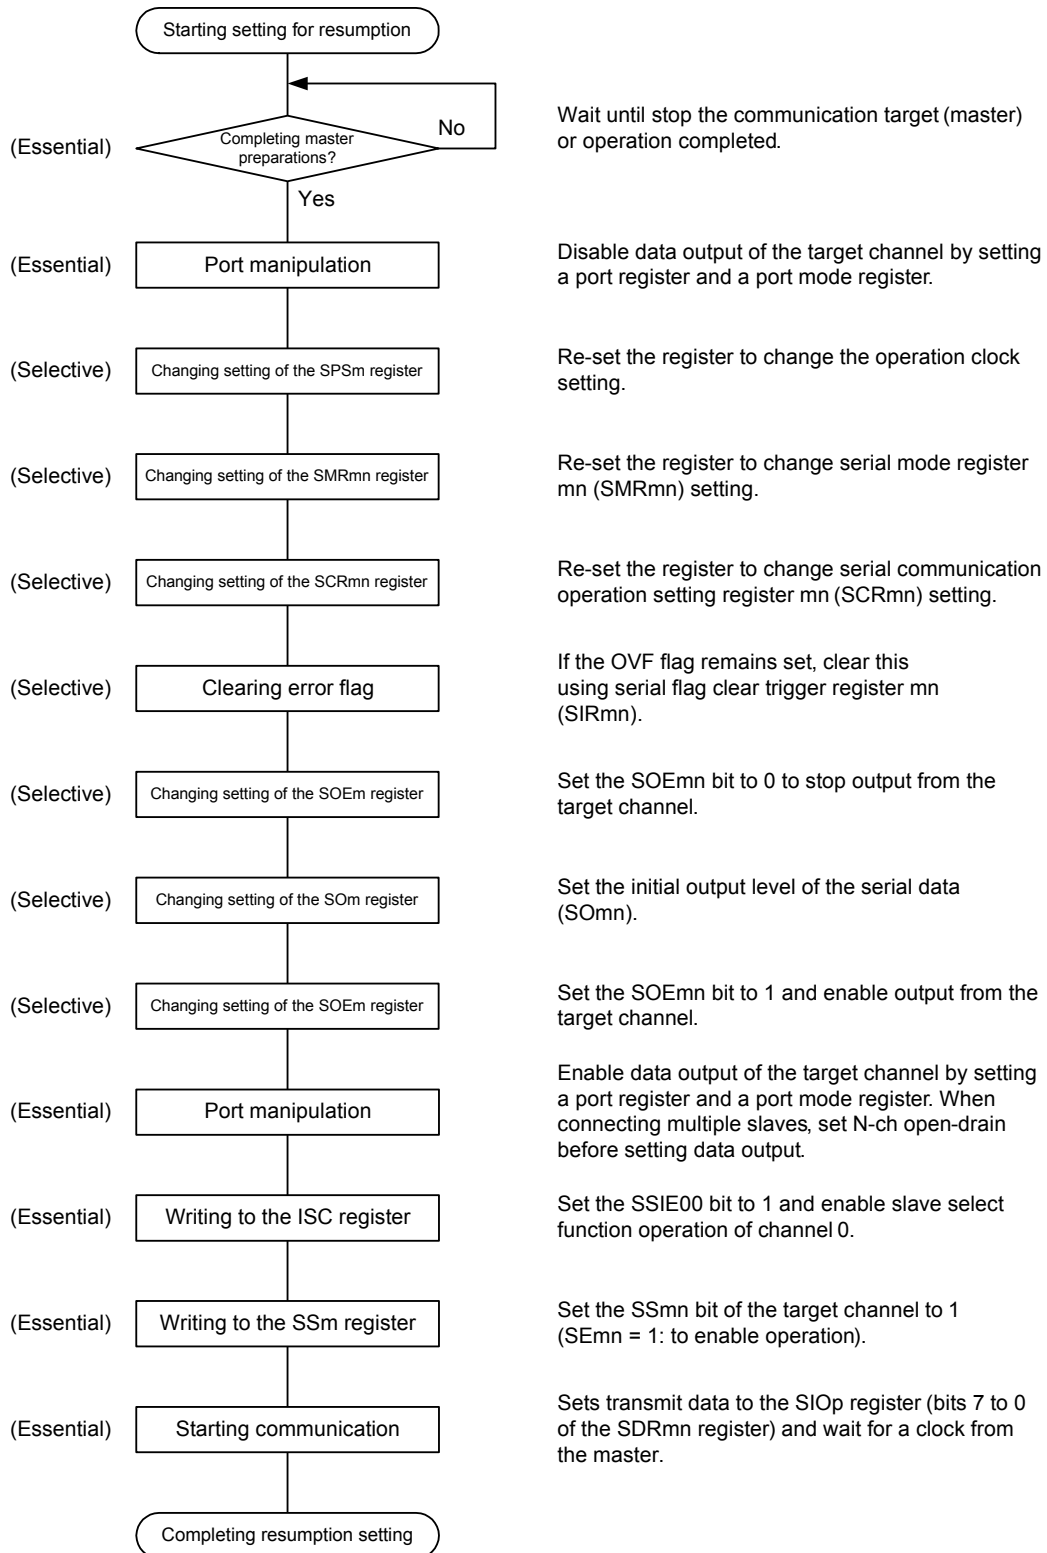 Starting setting for resumption
(Essential)
Completing master
preparations?
No
Yes
Wait until stop the communication target (master)
or operation completed.
(Essential)
Port manipulation
Disable data output of the target channel by setting
a port register and a port mode register.
(Selective)
Changing setting of the SPSm register
Re-set the register to change the operation clock
setting.
(Selective)
Changing setting of the SMRmn register
Re-set the register to change serial mode register
mn (SMRmn) setting.
(Selective)
Changing setting of the SCRmn register
Re-set the register to change serial communication
operation setting register mn (SCRmn) setting.
(Selective)
Clearing error flag
If the OVF flag remains set, clear this
using serial flag clear trigger register mn
(SIRmn).
(Selective)
Changing setting of the SOEm register
Set the SOEmn bit to 0 to stop output from the
target channel.
(Selective)
Changing setting of the SOm register
Set the initial output level of the serial data
(SOmn).
(Selective)
Changing setting of the SOEm register
Set the SOEmn bit to 1 and enable output from the
target channel.
(Essential)
Port manipulation
Enable data output of the target channel by setting
a port register and a port mode register. When
connecting multiple slaves, set N-ch open-drain
before setting data output.
(Essential)
Writing to the ISC register
Set the SSIE00 bit to 1 and enable slave select
function operation of channel 0.
(Essential)
Writing to the SSm register
Set the SSmn bit of the target channel to 1
(SEmn = 1: to enable operation).
(Essential)
Starting communication
Sets transmit data to the SIOp register (bits 7 to 0
of the SDRmn register) and wait for a clock from
the master.
Completing resumption setting